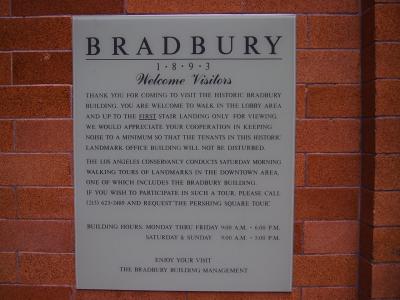 BRADBURY
1·8·9·3
Welcome Visitors
THANK YOU FOR COMING TO VISIT THE HISTORIC BRADBURY
BUILDING. YOU ARE WELCOME TO WALK IN THE LOBBY AREA
AND UP TO THE FIRST STAIR LANDING ONLY FOR VIEWING.
WE WOULD APPRECIATE YOUR COOPERATION IN KEEPING
NOISE TO A MINIMUM SO THAT THE TENANTS IN THIS HISTORIC
LANDMARK OFFICE BUILDING WILL NOT BE DISTURBED.
THE LOS ANGELES CONSERVANCY CONDUCTS SATURDAY MORNING
WALKING TOURS OF LANDMARKS IN THE DOWNTOWN AREA,
ONE OF WHICH INCLUDES THE BRADBURY BUILDING.
IF YOU WISH TO PARTICIPATE IN SUCH A TOUR, PLEASE CALL
(213) 623-2489 AND REQUEST THE PERSHING SQUARE TOUR
BUILDING HOURS: MONDAY THRU FRIDAY 9:00 A.M. - 6:00 P.M.
SATURDAY & SUNDAY 9:00 A.M. - 5:00 P.M.
ENJOY YOUR VISIT
THE BRADBURY BUILDING MANAGEMENT